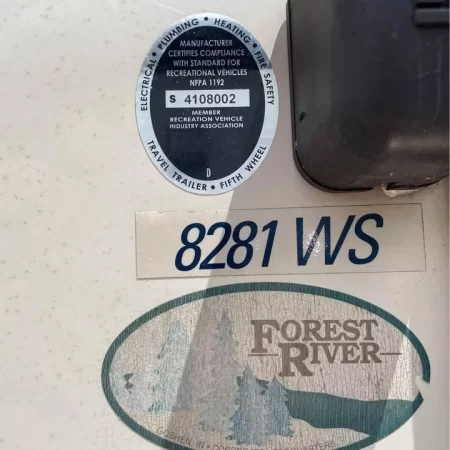 ELECTRICAL • PLUMBING • HEATING • FIRE SAFETY
MANUFACTURER
CERTIFIES COMPLIANCE
WITH STANDARD FOR
RECREATIONAL VEHICLES
NFPA 1192
S 4108002
MEMBER
RECREATION VEHICLE
INDUSTRY ASSOCIATION
D
TRAVEL TRAILER • FIFTH WHEEL
8281 WS
FOREST
RIVER
GOSHEN, IN • HEADQUARTERS